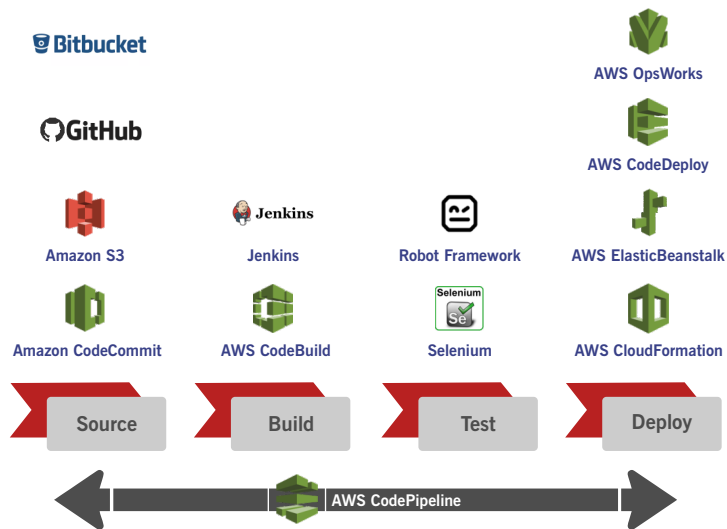 Bitbucket
GitHub
Amazon S3
Amazon CodeCommit
Source
Jenkins
Jenkins
AWS CodeBuild
Build
Robot Framework
Selenium
Se
Selenium
Test
AWS OpsWorks
AWS CodeDeploy
AWS ElasticBeanstalk
AWS CloudFormation
Deploy
AWS CodePipeline